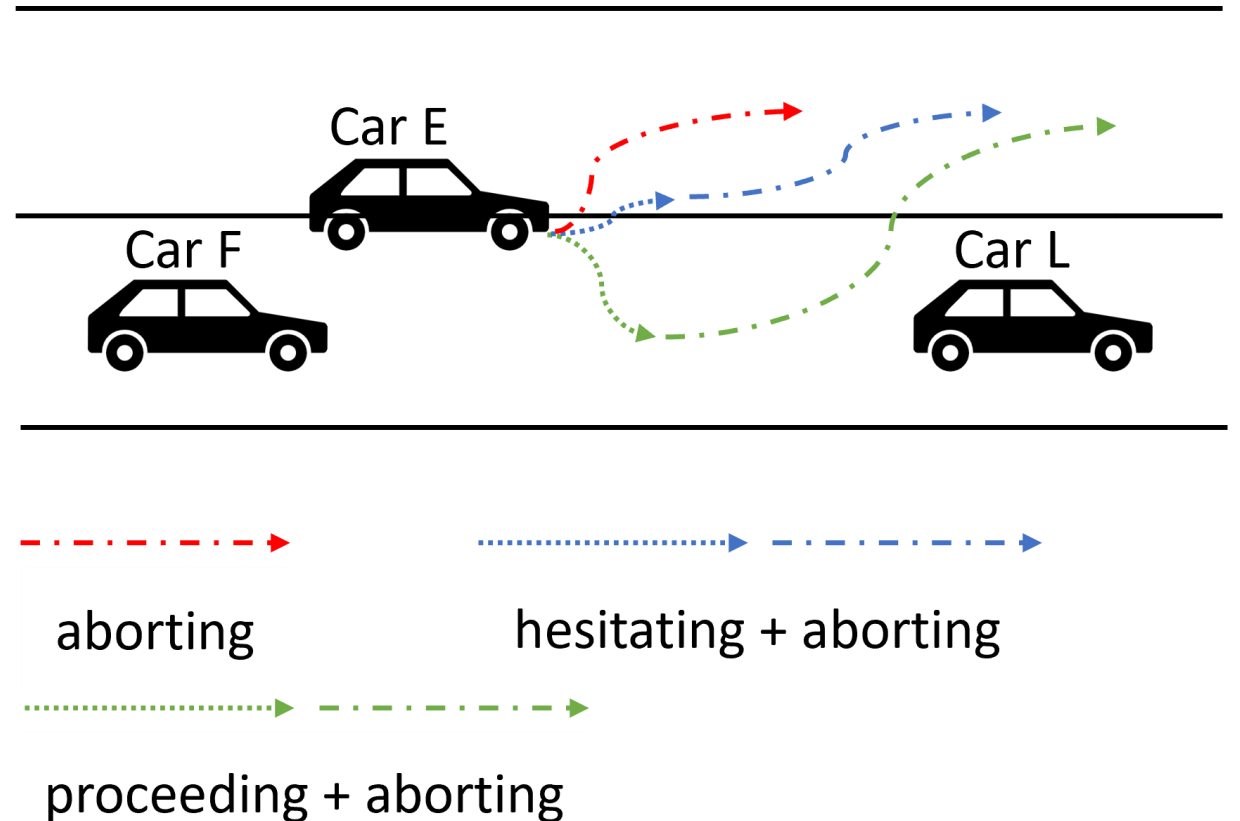 Car E
Car F
Car L
aborting
hesitating + aborting
proceeding + aborting